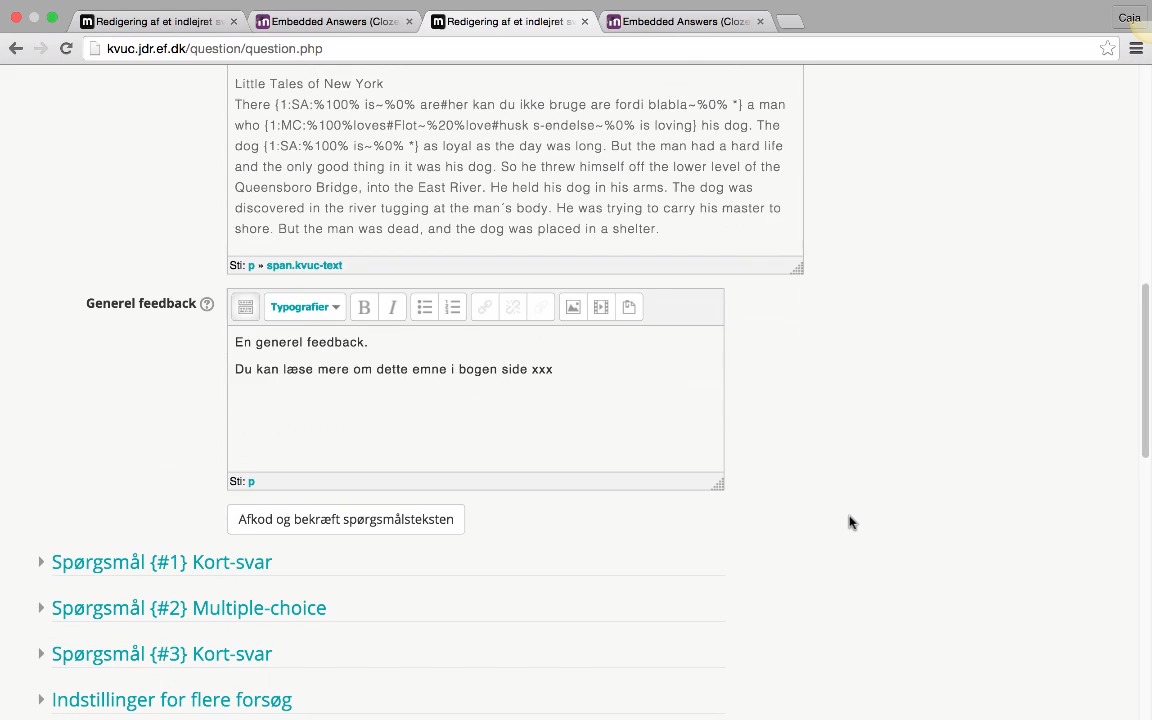 Redigering af et indlejret s
Embedded Answers (Cloze
Redigering af et indlejret s
Embedded Answers (Cloze
Caja
kvuc.jdr.ef.dk/question/question.php
Little Tales of New York
There {1:SA:%100% is~%0% are#her kan du ikke bruge are fordi blabla~%0% *} a man
who {1:MC:%100%loves#Flot~%20%love#husk s-endelse~%0% is loving} his dog. The
dog {1:SA:%100% is~%0% *} as loyal as the day was long. But the man had a hard life
and the only good thing in it was his dog. So he threw himself off the lower level of the
Queensboro Bridge, into the East River. He held his dog in his arms. The dog was
discovered in the river tugging at the man´s body. He was trying to carry his master to
shore. But the man was dead, and the dog was placed in a shelter.
Sti: p » span.kvuc-text
Generel feedback
Typografier B I
En generel feedback.
Du kan læse mere om dette emne i bogen side xxx
Sti: p
Afkod og bekræft spørgsmålsteksten
Spørgsmål {#1} Kort-svar
Spørgsmål {#2} Multiple-choice
Spørgsmål {#3} Kort-svar
Indstillinger for flere forsøg